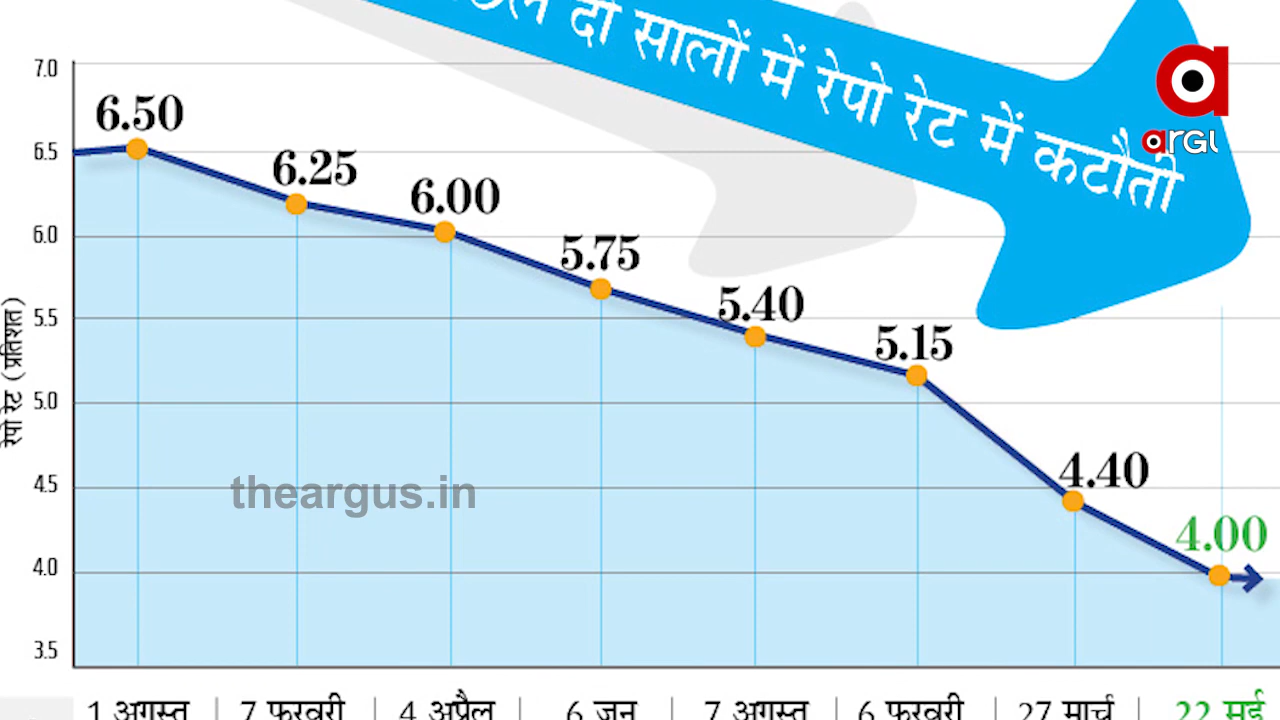 दो सालों में रेपो रेट में कटौती
7.0
6.5
6.0
5.5
5.0
4.5
4.0
3.5
रेपो रेट (प्रतिशत)
6.50
6.25
6.00
5.75
5.40
5.15
4.40
4.00
argu
theargus.in
1 अगस्त
7 फरवरी
4 अप्रैल
6 जून
7 अगस्त
6 फरवरी
27 मार्च
22 मई